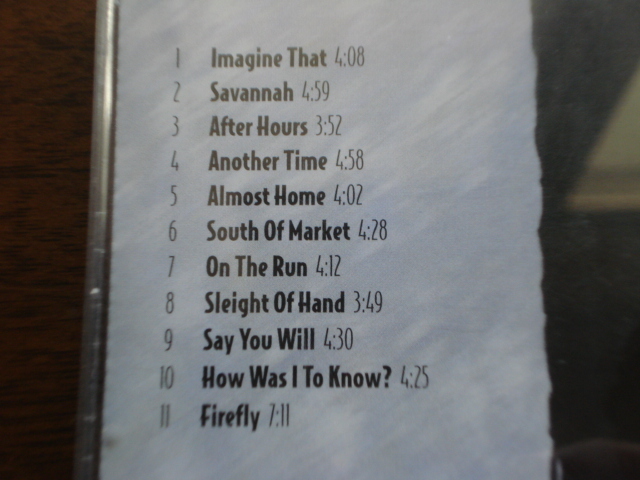 1 Imagine That 4:08
2 Savannah 4:59
3 After Hours 3:52
4 Another Time 4:58
5 Almost Home 4:02
6 South Of Market 4:28
7 On The Run 4:12
8 Sleight Of Hand 3:49
9 Say You Will 4:30
10 How Was I To Know? 4:25
11 Firefly 7:11